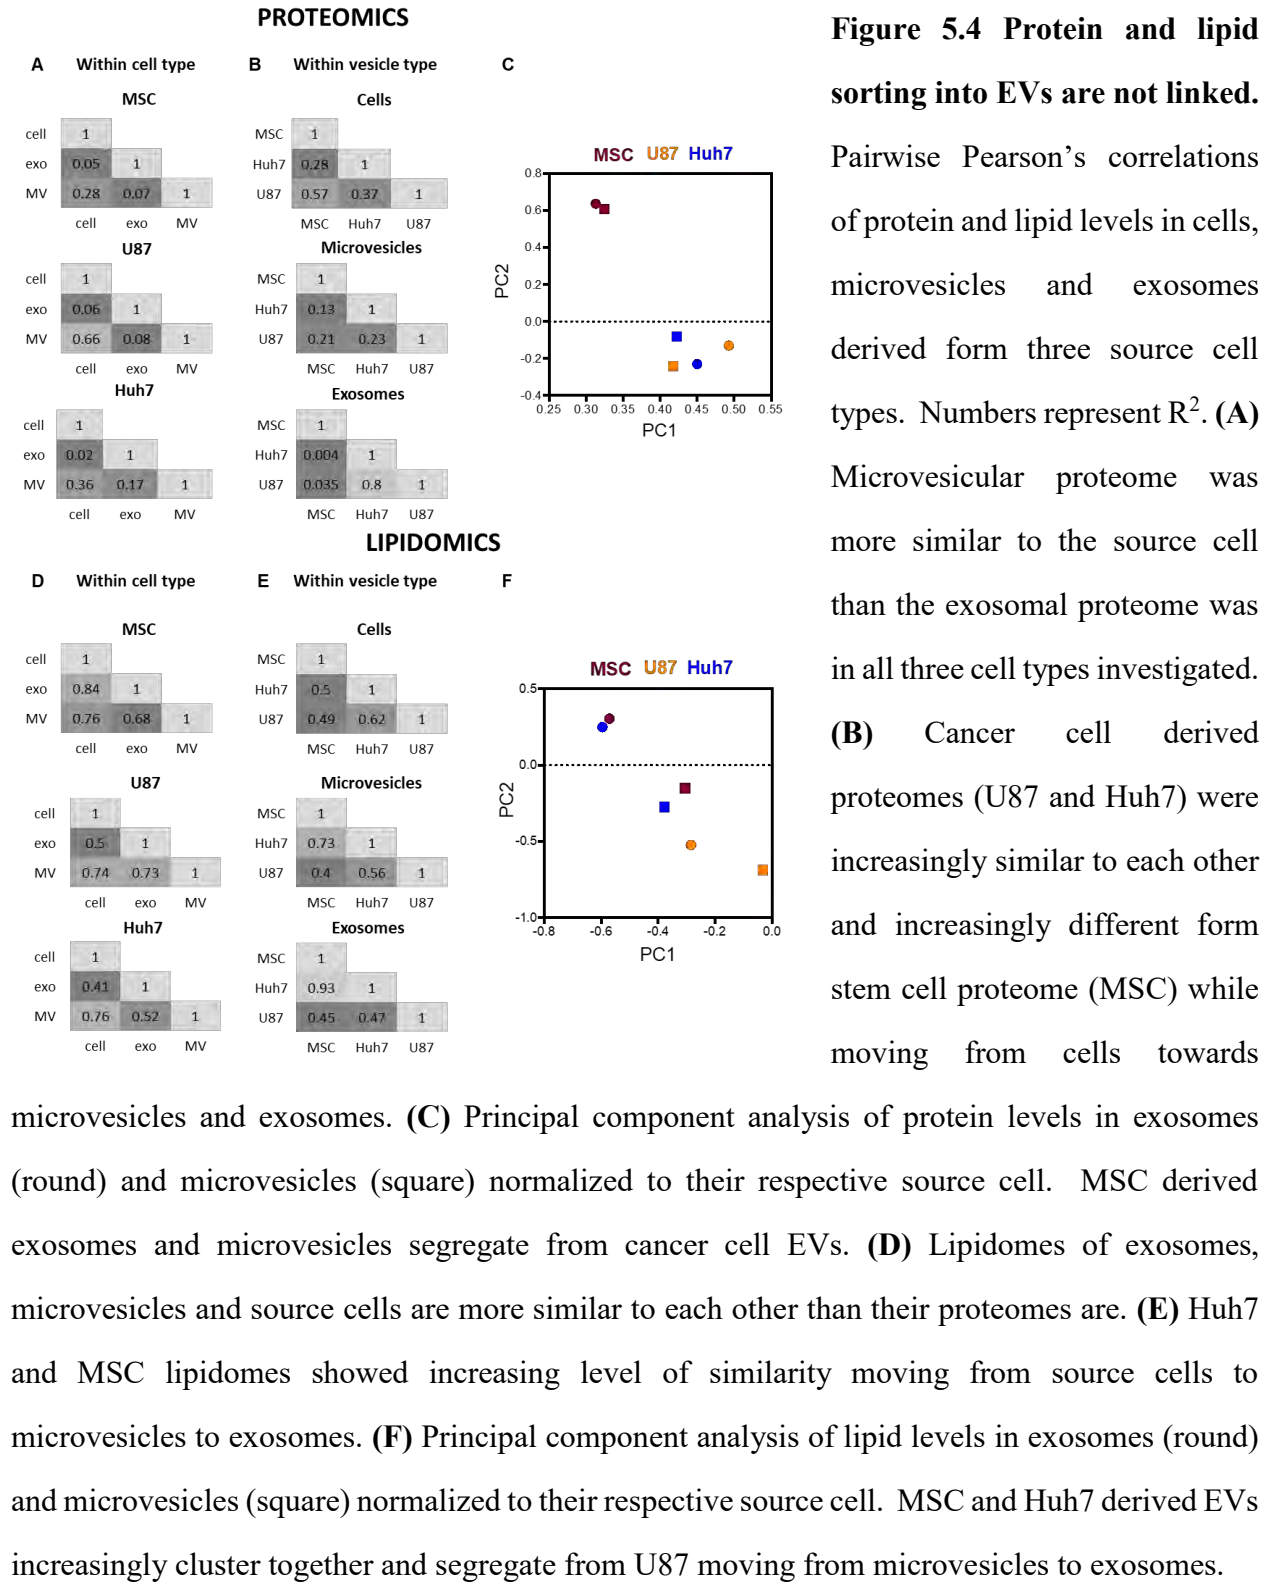 PROTEOMICS
A Within cell type
MSC
cell 1
exo 0.05 1
MV 0.28 0.07 1
cell exo MV
U87
cell 1
exo 0.06 1
MV 0.66 0.08 1
cell exo MV
Huh7
cell 1
exo 0.02 1
MV 0.36 0.17 1
cell exo MV
B Within vesicle type
Cells
MSC 1
Huh7 0.28 1
U87 0.57 0.37 1
MSC Huh7 U87
Microvesicles
MSC 1
Huh7 0.13 1
U87 0.21 0.23 1
MSC Huh7 U87
Exosomes
MSC 1
Huh7 0.004 1
U87 0.035 0.8 1
MSC Huh7 U87
C
MSC U87 Huh7
0.8
0.6
0.4
0.2
0.0
-0.2
-0.4
PC2
0.25 0.30 0.35 0.40 0.45 0.50 0.55
PC1
LIPIDOMICS
D Within cell type
MSC
cell 1
exo 0.84 1
MV 0.76 0.68 1
cell exo MV
U87
cell 1
exo 0.5 1
MV 0.74 0.73 1
cell exo MV
Huh7
cell 1
exo 0.41 1
MV 0.76 0.52 1
cell exo MV
E Within vesicle type
Cells
MSC 1
Huh7 0.5 1
U87 0.49 0.62 1
MSC Huh7 U87
Microvesicles
MSC 1
Huh7 0.73 1
U87 0.4 0.56 1
MSC Huh7 U87
Exosomes
MSC 1
Huh7 0.93 1
U87 0.45 0.47 1
MSC Huh7 U87
F
MSC U87 Huh7
0.5
0.0
-0.5
-1.0
PC2
-0.8 -0.6 -0.4 -0.2 0.0
PC1
Figure 5.4 Protein and lipid
sorting into EVs are not linked.
Pairwise Pearson’s correlations
of protein and lipid levels in cells,
microvesicles and exosomes
derived form three source cell
types. Numbers represent R². (A)
Microvesicular proteome was
more similar to the source cell
than the exosomal proteome was
in all three cell types investigated.
(B) Cancer cell derived
proteomes (U87 and Huh7) were
increasingly similar to each other
and increasingly different form
stem cell proteome (MSC) while
moving from cells towards
microvesicles and exosomes. (C) Principal component analysis of protein levels in exosomes
(round) and microvesicles (square) normalized to their respective source cell. MSC derived
exosomes and microvesicles segregate from cancer cell EVs. (D) Lipidomes of exosomes,
microvesicles and source cells are more similar to each other than their proteomes are. (E) Huh7
and MSC lipidomes showed increasing level of similarity moving from source cells to
microvesicles to exosomes. (F) Principal component analysis of lipid levels in exosomes (round)
and microvesicles (square) normalized to their respective source cell. MSC and Huh7 derived EVs
increasingly cluster together and segregate from U87 moving from microvesicles to exosomes.